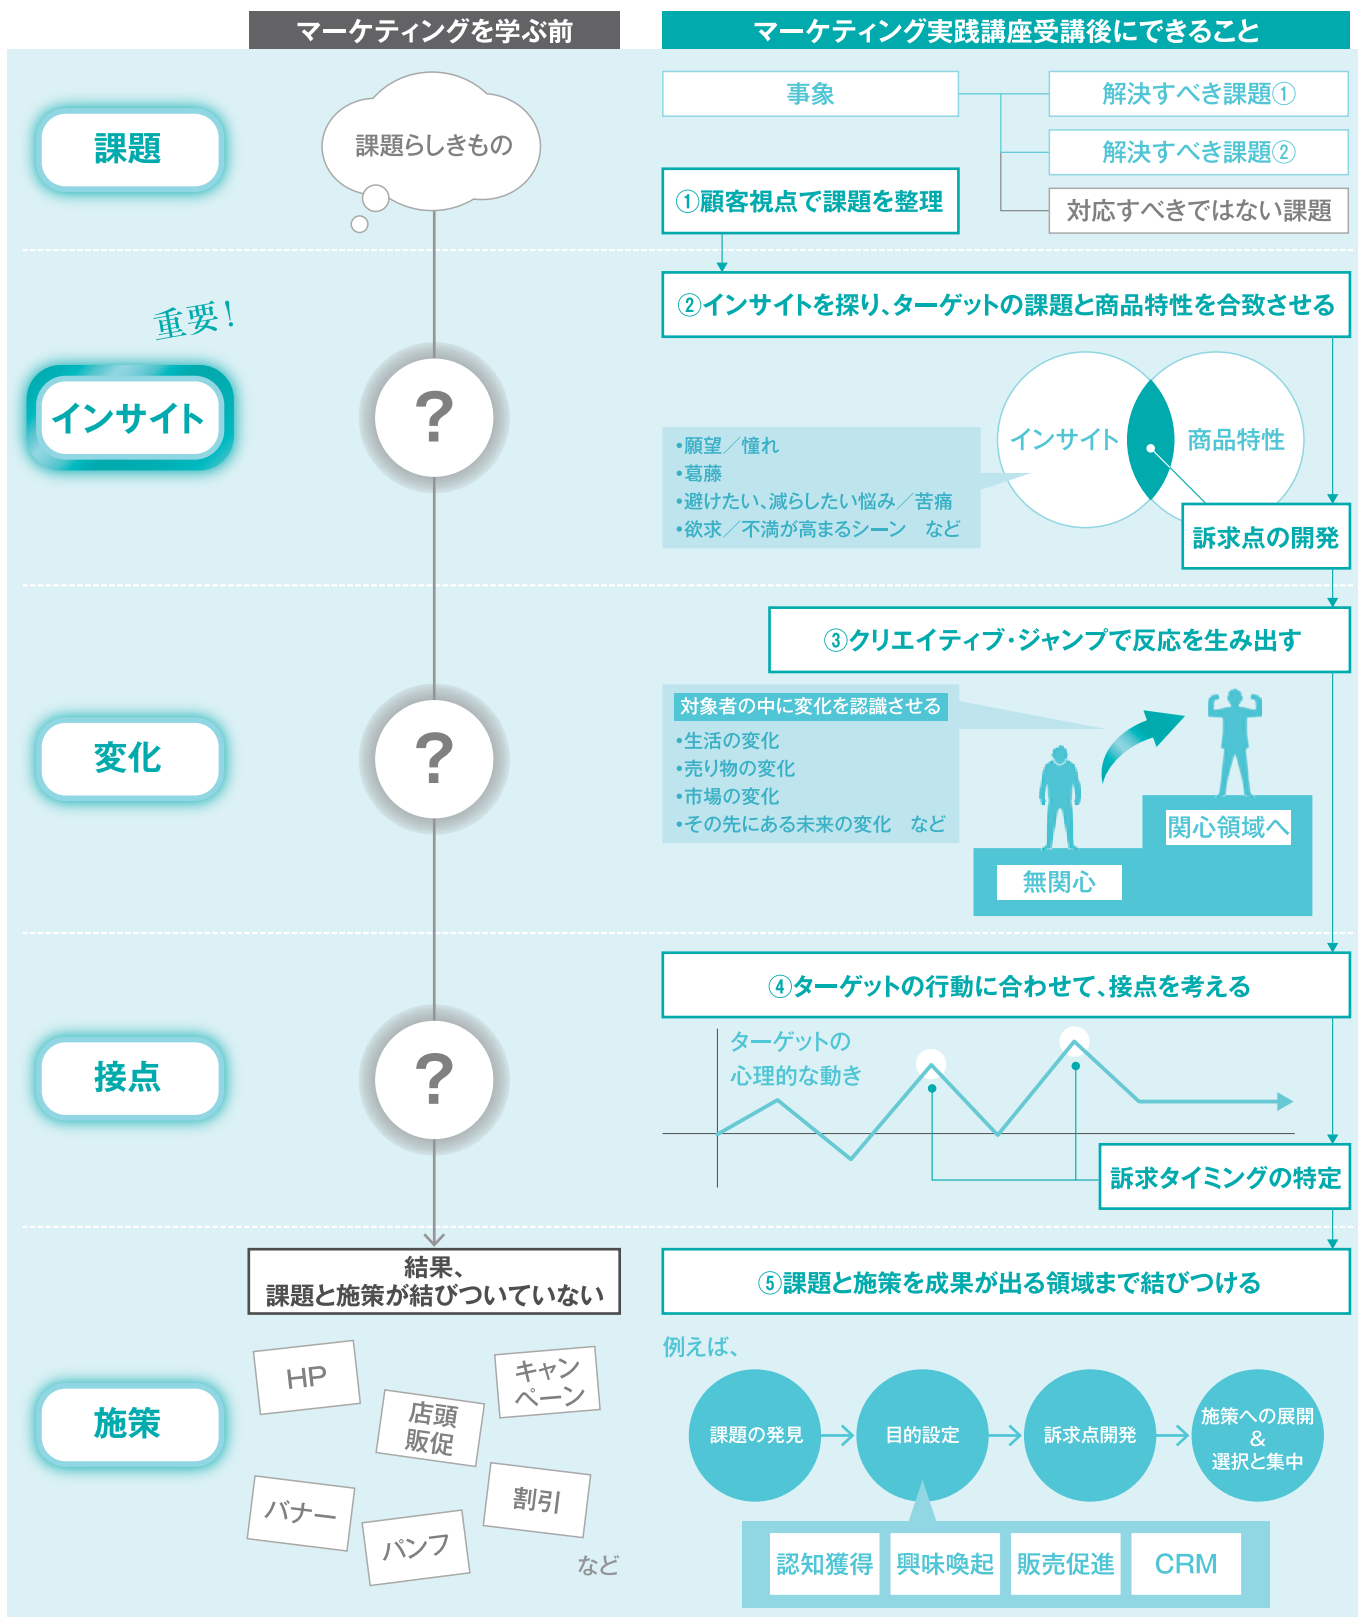 マーケティングを学ぶ前
マーケティング実践講座受講後にできること
課題
課題らしきもの
事象
解決すべき課題①
解決すべき課題②
対応すべきではない課題
①顧客視点で課題を整理
重要!
インサイト
?
②インサイトを探り、ターゲットの課題と商品特性を合致させる
・願望／憧れ
・葛藤
・避けたい、減らしたい悩み／苦痛
・欲求／不満が高まるシーン　など
インサイト
商品特性
訴求点の開発
変化
?
③クリエイティブ・ジャンプで反応を生み出す
対象者の中に変化を認識させる
・生活の変化
・売り物の変化
・市場の変化
・その先にある未来の変化　など
無関心
関心領域へ
接点
?
④ターゲットの行動に合わせて、接点を考える
ターゲットの
心理的な動き
訴求タイミングの特定
施策
結果、
課題と施策が結びついていない
HP
キャン
ペーン
店頭
販促
バナー
パンフ
割引
など
⑤課題と施策を成果が出る領域まで結びつける
例えば、
課題の発見
目的設定
訴求点開発
施策への展開
&
選択と集中
認知獲得
興味喚起
販売促進
CRM